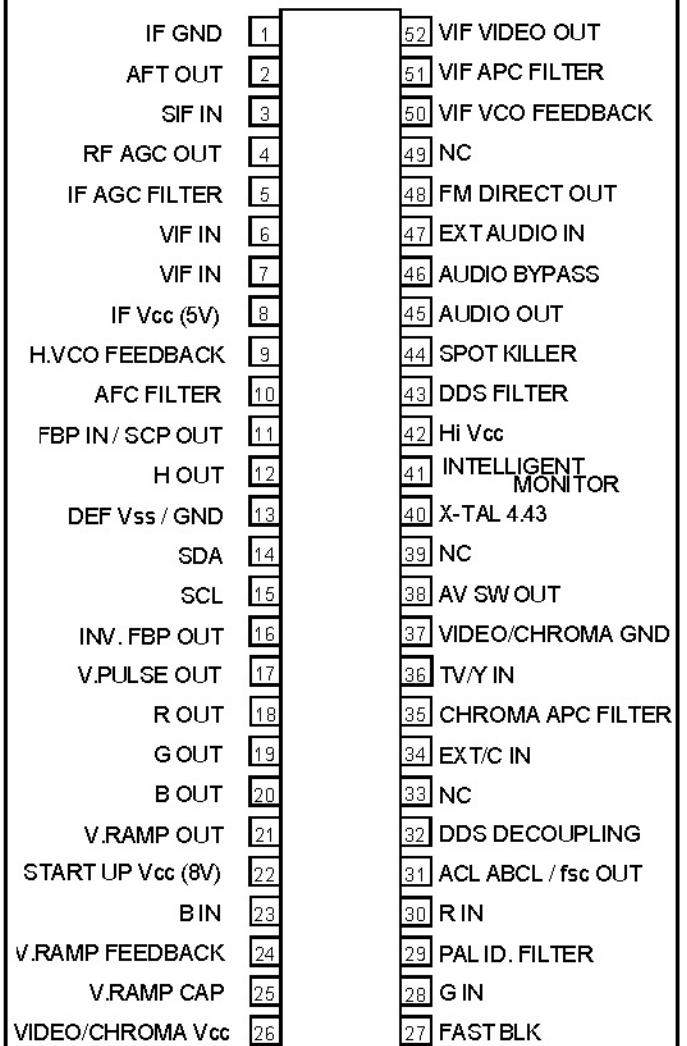 IF GND 1 52 VIF VIDEO OUT
AFT OUT 2 51 VIF APC FILTER
SIF IN 3 50 VIF VCO FEEDBACK
RF AGC OUT 4 49 NC
IF AGC FILTER 5 48 FM DIRECT OUT
VIF IN 6 47 EXT AUDIO IN
VIF IN 7 46 AUDIO BYPASS
IF Vcc (5V) 8 45 AUDIO OUT
H.VCO FEEDBACK 9 44 SPOT KILLER
AFC FILTER 10 43 DDS FILTER
FBP IN / SCP OUT 11 42 Hi Vcc
H OUT 12 41 INTELLIGENT MONITOR
DEF Vss / GND 13 40 X-TAL 4.43
SDA 14 39 NC
SCL 15 38 AV SW OUT
INV. FBP OUT 16 37 VIDEO/CHROMA GND
V.PULSE OUT 17 36 TV/Y IN
R OUT 18 35 CHROMA APC FILTER
G OUT 19 34 EXT/C IN
B OUT 20 33 NC
V.RAMP OUT 21 32 DDS DECOUPLING
START UP Vcc (8V) 22 31 ACL ABCL / fsc OUT
B IN 23 30 R IN
V.RAMP FEEDBACK 24 29 PAL ID. FILTER
V.RAMP CAP 25 28 G IN
VIDEO/CHROMA Vcc 26 27 FAST BLK